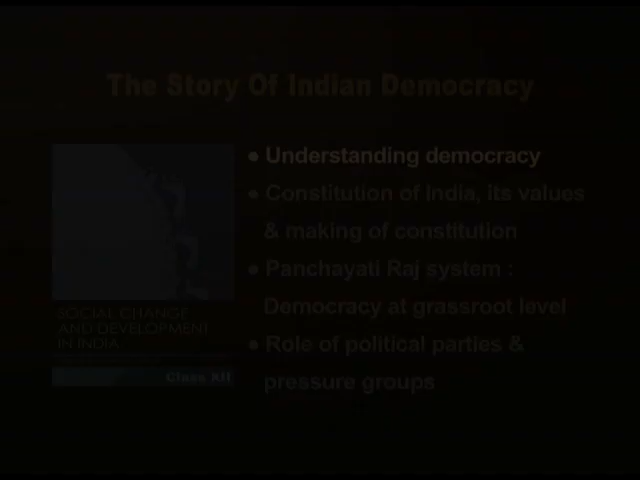 The Story Of Indian Democracy
● Understanding democracy
● Constitution of India, its values
& making of constitution
● Panchayati Raj system :
Democracy at grassroot level
● Role of political parties &
pressure groups
SOCIAL CHANGE
AND DEVELOPMENT
IN INDIA
Class XII